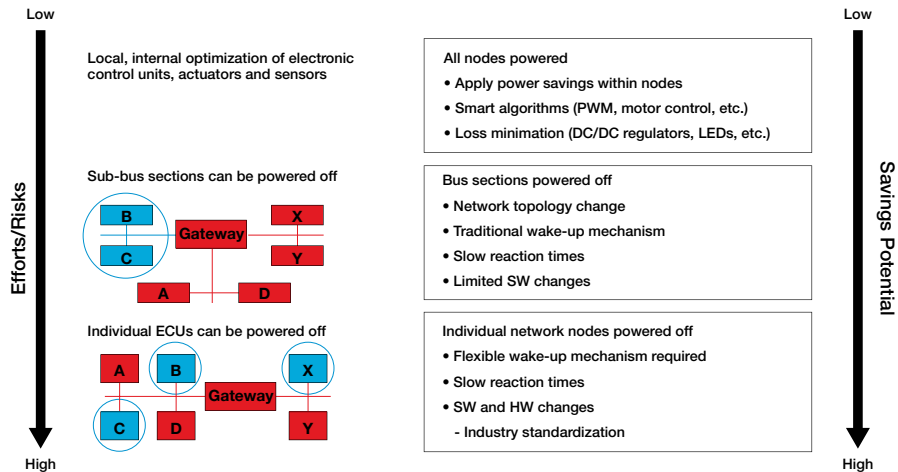 Low
Efforts/Risks
High
Local, internal optimization of electronic
control units, actuators and sensors
All nodes powered
• Apply power savings within nodes
• Smart algorithms (PWM, motor control, etc.)
• Loss minimation (DC/DC regulators, LEDs, etc.)
Sub-bus sections can be powered off
B
C
Gateway
X
Y
A
D
Bus sections powered off
• Network topology change
• Traditional wake-up mechanism
• Slow reaction times
• Limited SW changes
Individual ECUs can be powered off
A
B
X
Gateway
C
D
Y
Individual network nodes powered off
• Flexible wake-up mechanism required
• Slow reaction times
• SW and HW changes
- Industry standardization
Low
Savings Potential
High